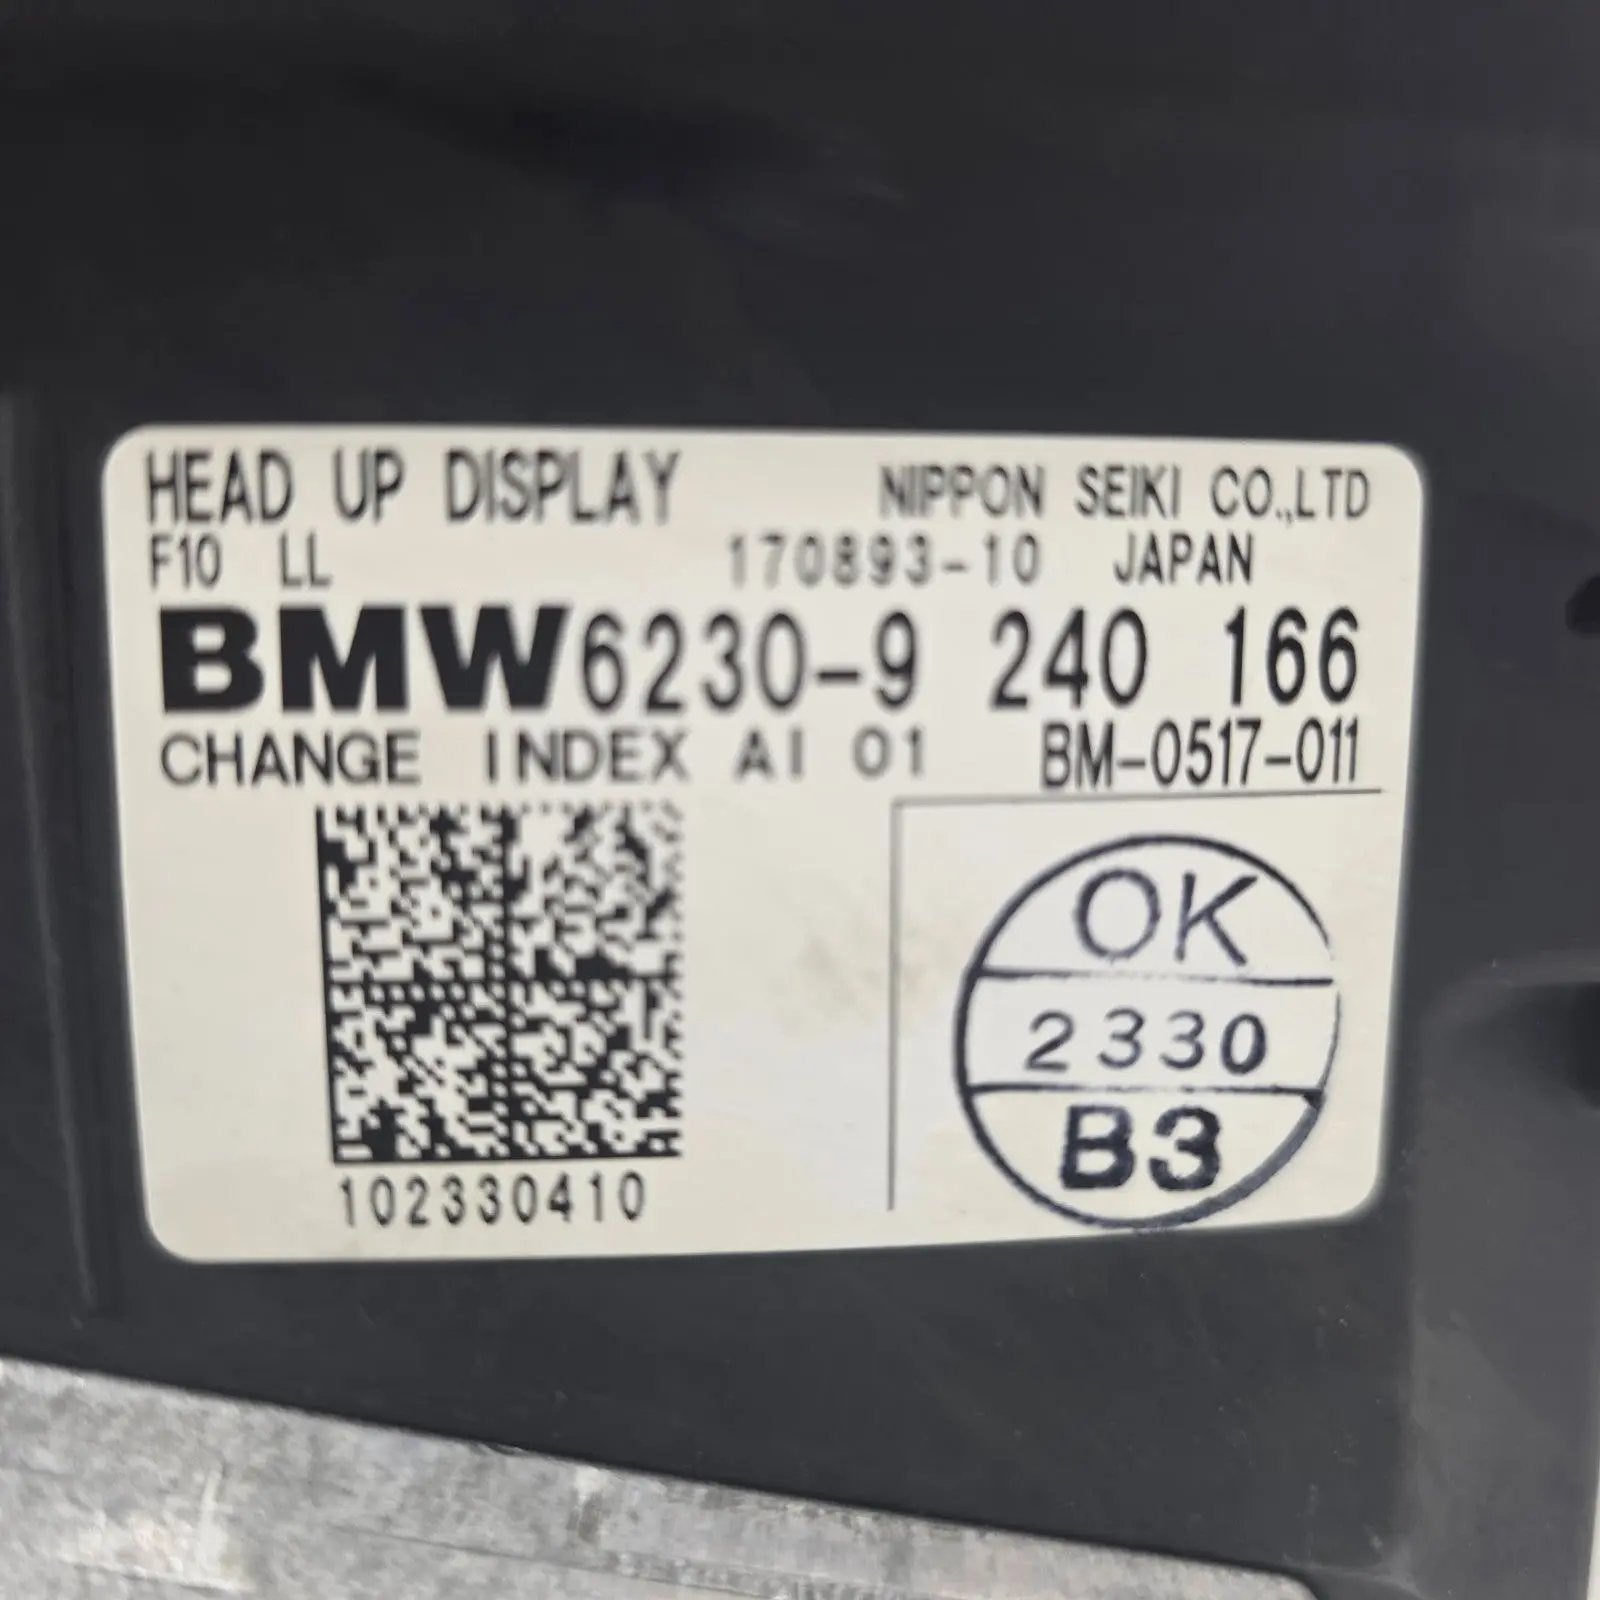 HEAD UP DISPLAY NIPPON SEIKI CO.,LTD
F10 LL 170893-10 JAPAN
BMW6230-9 240 166
CHANGE INDEX AI 01 BM-0517-011
OK
2330
B3
102330410